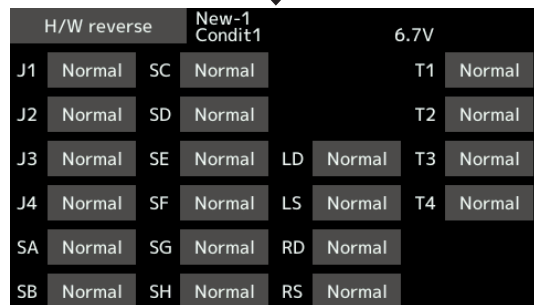 H/W reverse New-1
Condit1 6.7V
J1 Normal SC Normal T1 Normal
J2 Normal SD Normal T2 Normal
J3 Normal SE Normal LD Normal T3 Normal
J4 Normal SF Normal LS Normal T4 Normal
SA Normal SG Normal RD Normal
SB Normal SH Normal RS Normal